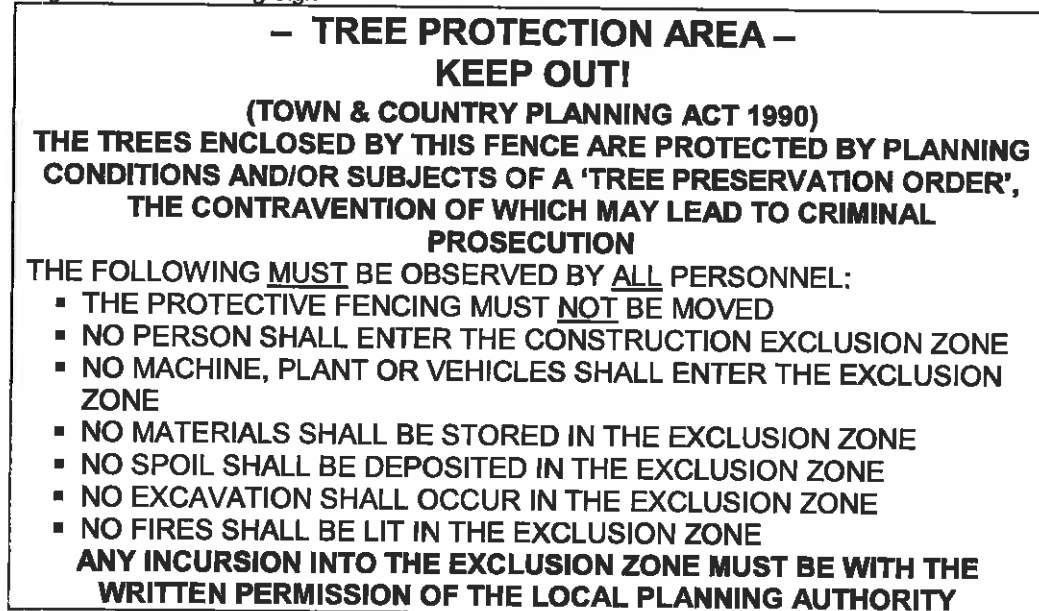 – TREE PROTECTION AREA –
KEEP OUT!
(TOWN & COUNTRY PLANNING ACT 1990)
THE TREES ENCLOSED BY THIS FENCE ARE PROTECTED BY PLANNING
CONDITIONS AND/OR SUBJECTS OF A 'TREE PRESERVATION ORDER',
THE CONTRAVENTION OF WHICH MAY LEAD TO CRIMINAL
PROSECUTION
THE FOLLOWING MUST BE OBSERVED BY ALL PERSONNEL:
▪ THE PROTECTIVE FENCING MUST NOT BE MOVED
▪ NO PERSON SHALL ENTER THE CONSTRUCTION EXCLUSION ZONE
▪ NO MACHINE, PLANT OR VEHICLES SHALL ENTER THE EXCLUSION
ZONE
▪ NO MATERIALS SHALL BE STORED IN THE EXCLUSION ZONE
▪ NO SPOIL SHALL BE DEPOSITED IN THE EXCLUSION ZONE
▪ NO EXCAVATION SHALL OCCUR IN THE EXCLUSION ZONE
▪ NO FIRES SHALL BE LIT IN THE EXCLUSION ZONE
ANY INCURSION INTO THE EXCLUSION ZONE MUST BE WITH THE
WRITTEN PERMISSION OF THE LOCAL PLANNING AUTHORITY